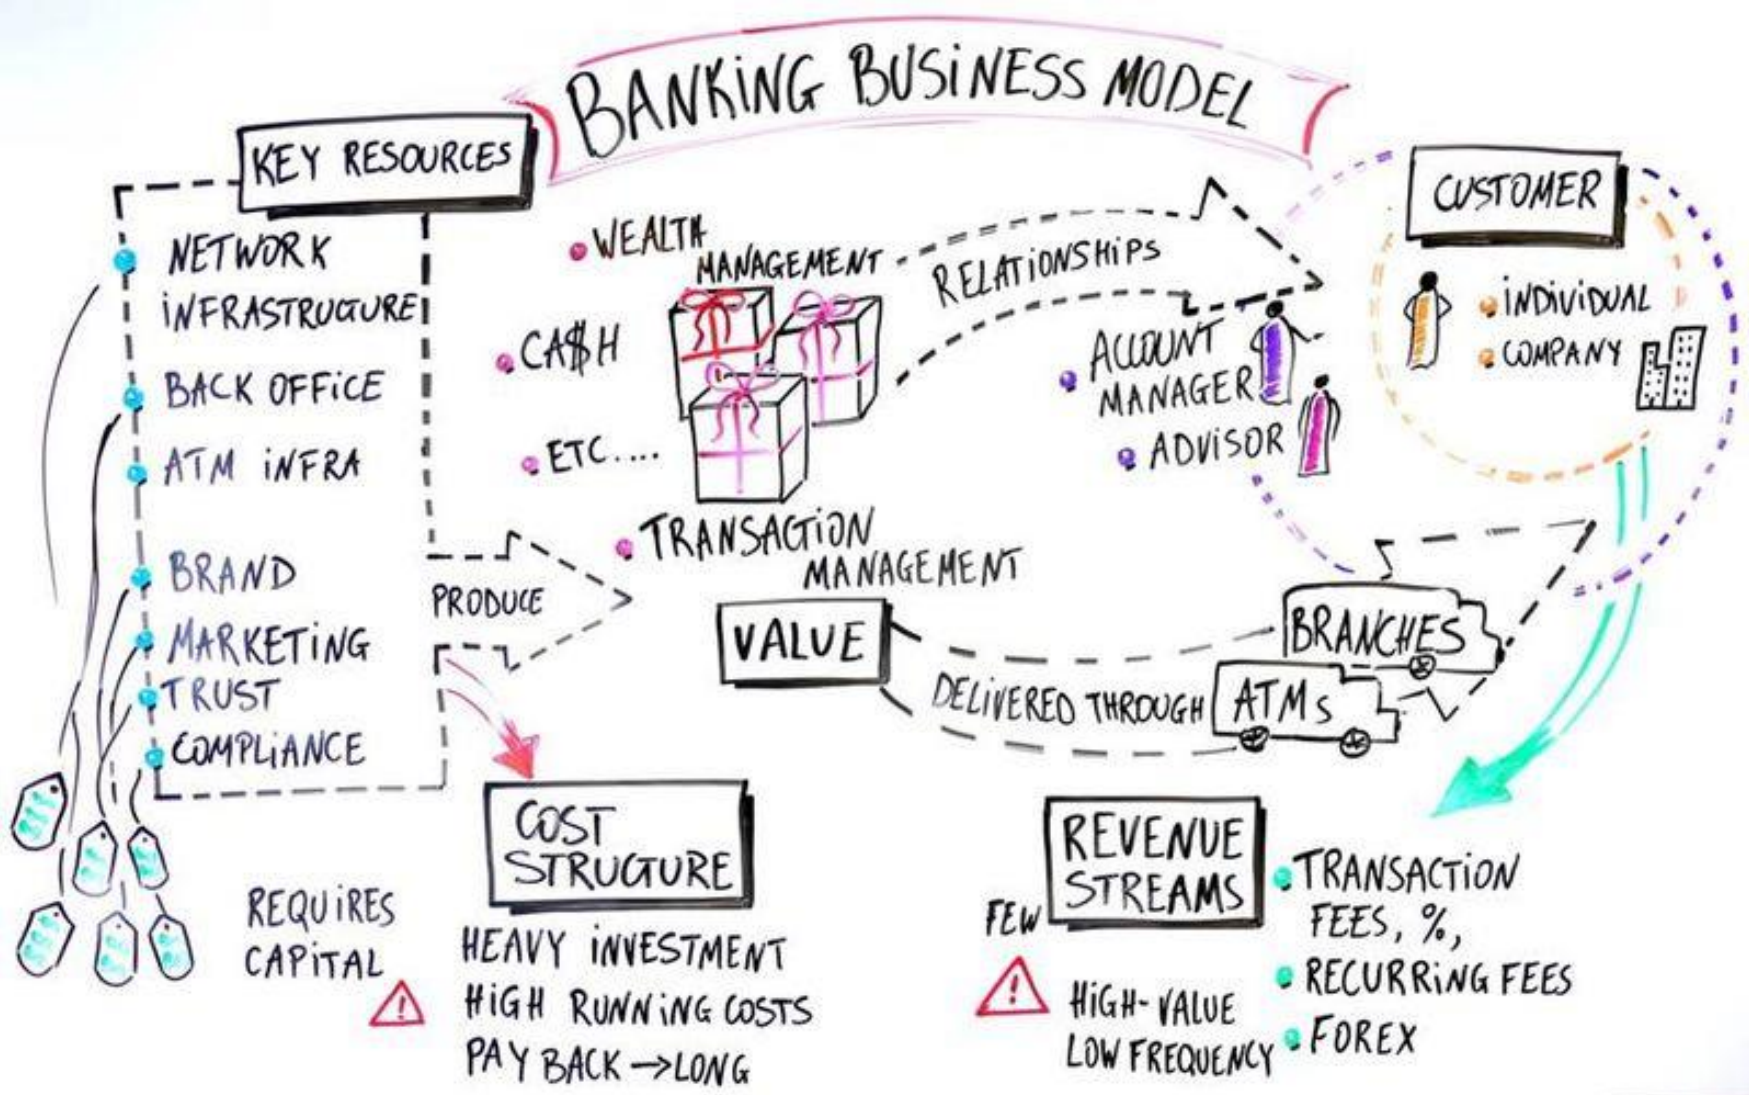 BANKING BUSINESS MODEL
KEY RESOURCES
NETWORK
INFRASTRUCTURE
BACK OFFICE
ATM INFRA
BRAND
MARKETING
TRUST
COMPLIANCE
REQUIRES
CAPITAL
PRODUCE
WEALTH
MANAGEMENT
CA$H
ETC....
TRANSACTION
MANAGEMENT
VALUE
RELATIONSHIPS
ACCOUNT
MANAGER
ADVISOR
CUSTOMER
INDIVIDUAL
COMPANY
DELIVERED THROUGH
BRANCHES
ATMs
COST
STRUCTURE
HEAVY INVESTMENT
! HIGH RUNNING COSTS
PAY BACK → LONG
FEW
REVENUE
STREAMS
! HIGH-VALUE
LOW FREQUENCY
TRANSACTION
FEES, %,
RECURRING FEES
FOREX